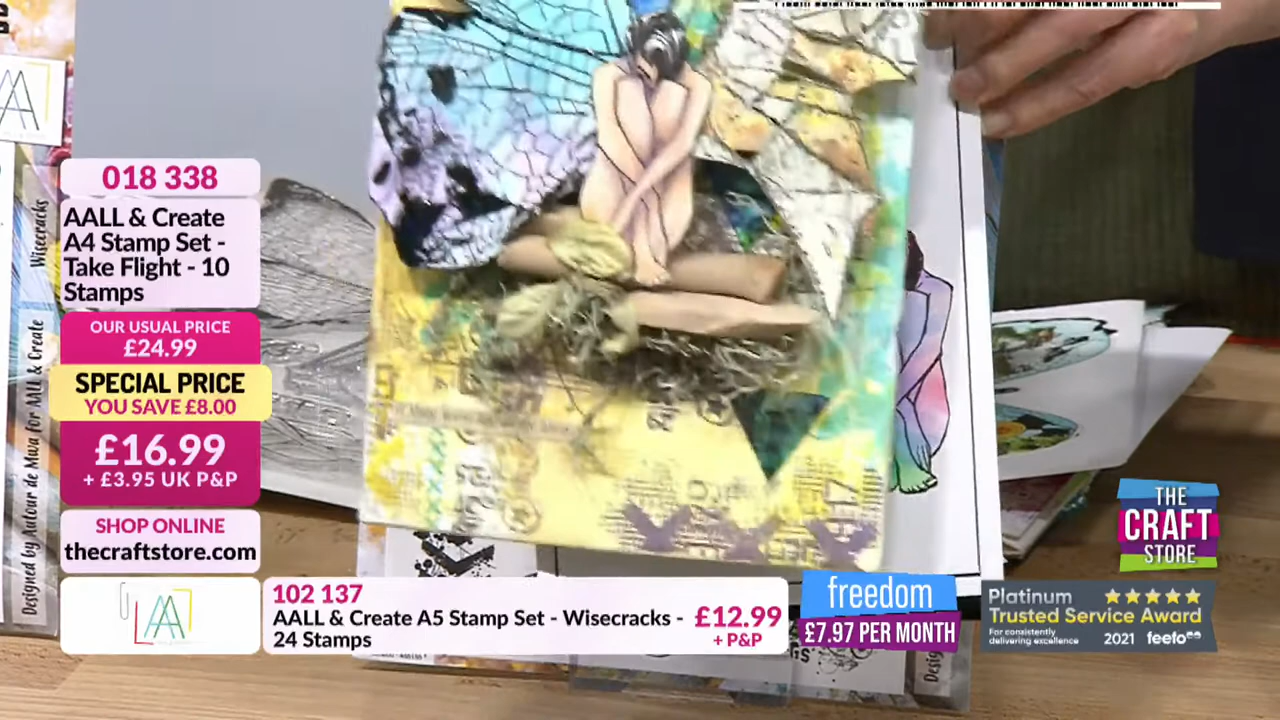 018 338
AALL & Create
A4 Stamp Set -
Take Flight - 10
Stamps
OUR USUAL PRICE
£24.99
SPECIAL PRICE
YOU SAVE £8.00
£16.99
+ £3.95 UK P&P
SHOP ONLINE
thecraftstore.com
102 137
AALL & Create A5 Stamp Set - Wisecracks -
24 Stamps
£12.99
+ P&P
freedom
£7.97 PER MONTH
THE
CRAFT
STORE
Platinum
Trusted Service Award
For consistently
delivering excellence
2021 feefo
Wisecracks
Designed by Autour de Mwa For AALL & Create